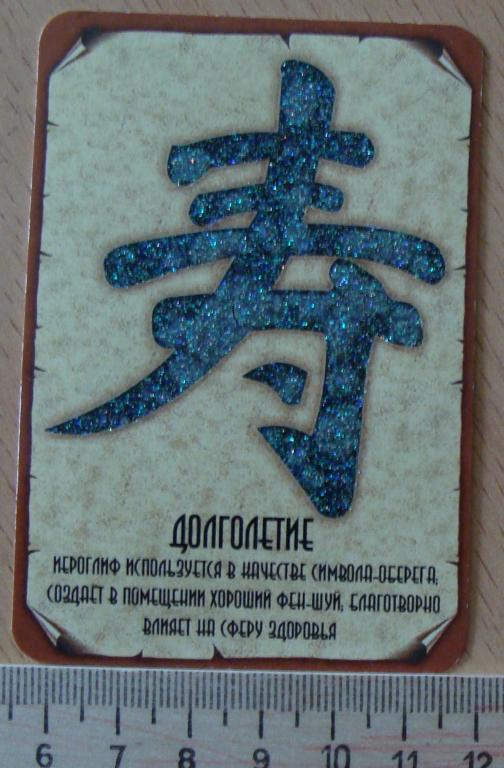 寿
ДОЛГОЛЕТИЕ
ИЕРОГЛИФ ИСПОЛЬЗУЕТСЯ В КАЧЕСТВЕ СИМВОЛА-ОБЕРЕГА,
СОЗДАЕТ В ПОМЕЩЕНИИ ХОРОШИЙ ФЕН-ШУЙ, БЛАГОТВОРНО
ВЛИЯЕТ НА СФЕРУ ЗДОРОВЬЯ
6 7 8 9 10 11 12